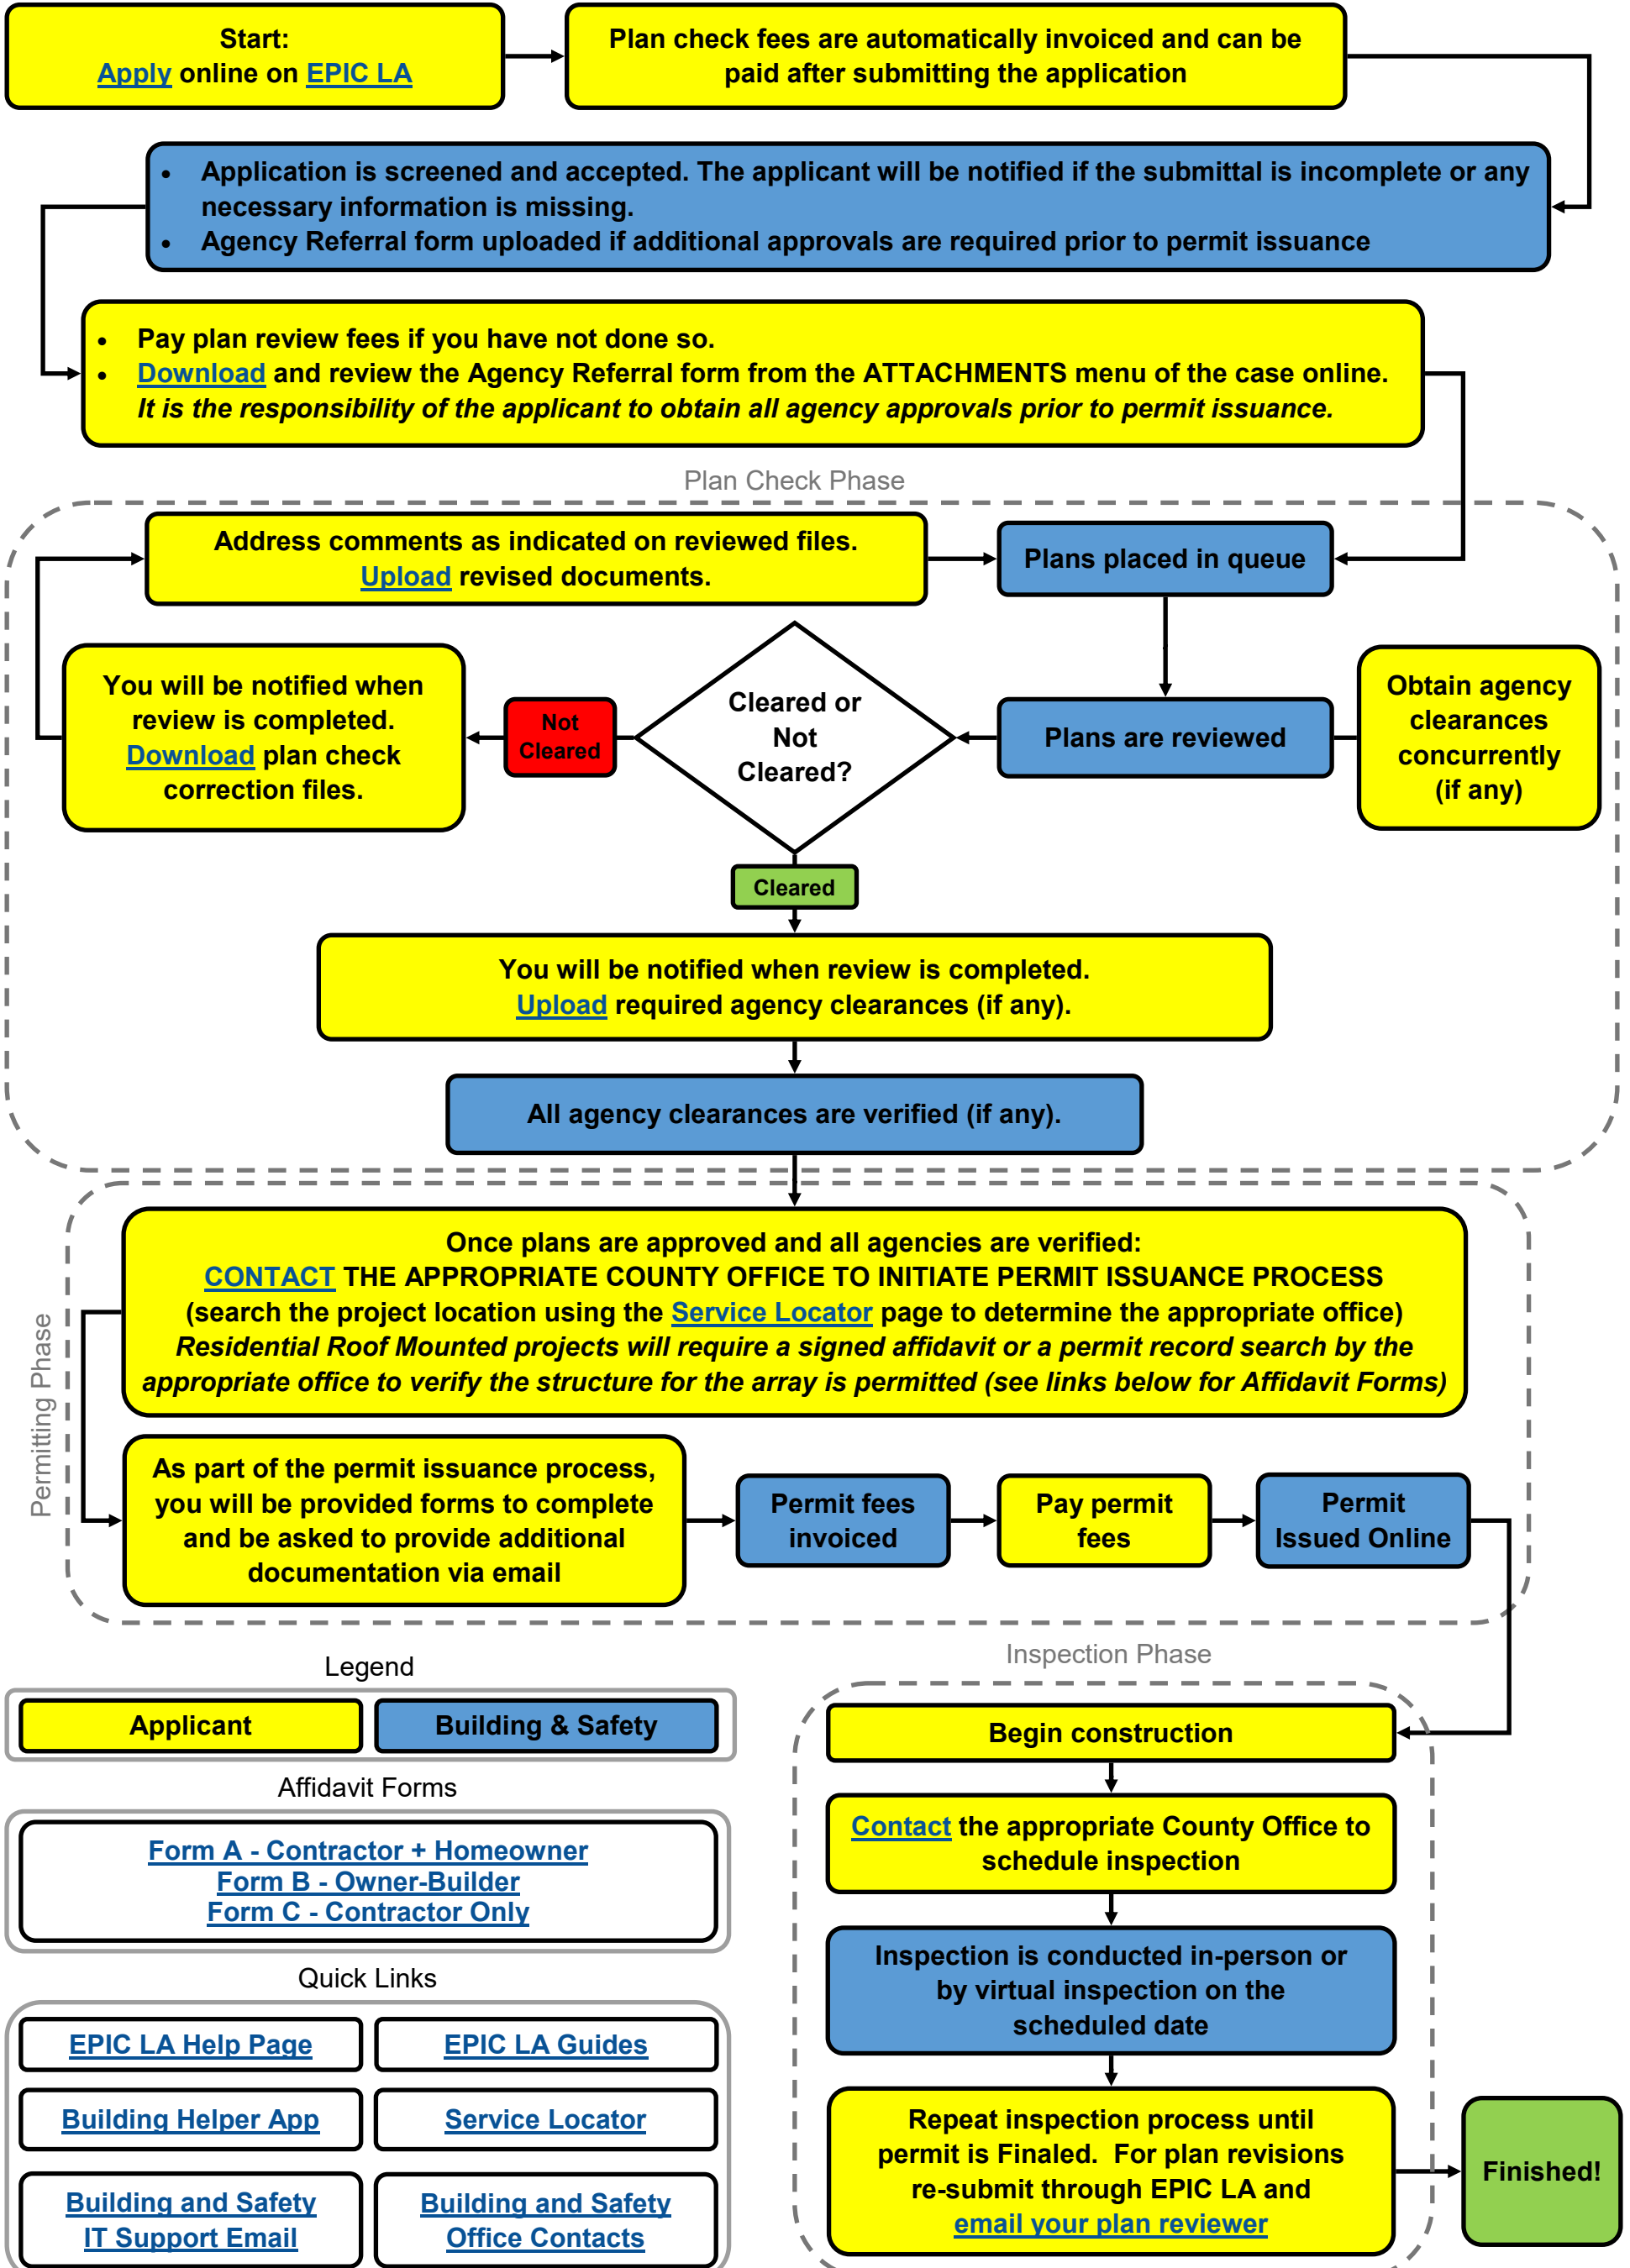 Start:
Apply online on EPIC LA
Plan check fees are automatically invoiced and can be
paid after submitting the application
• Application is screened and accepted. The applicant will be notified if the submittal is incomplete or any
necessary information is missing.
• Agency Referral form uploaded if additional approvals are required prior to permit issuance
• Pay plan review fees if you have not done so.
• Download and review the Agency Referral form from the ATTACHMENTS menu of the case online.
It is the responsibility of the applicant to obtain all agency approvals prior to permit issuance.
Plan Check Phase
Address comments as indicated on reviewed files.
Upload revised documents.
Plans placed in queue
You will be notified when
review is completed.
Download plan check
correction files.
Not
Cleared
Cleared or
Not
Cleared?
Plans are reviewed
Obtain agency
clearances
concurrently
(if any)
Cleared
You will be notified when review is completed.
Upload required agency clearances (if any).
All agency clearances are verified (if any).
Permitting Phase
Once plans are approved and all agencies are verified:
CONTACT THE APPROPRIATE COUNTY OFFICE TO INITIATE PERMIT ISSUANCE PROCESS
(search the project location using the Service Locator page to determine the appropriate office)
Residential Roof Mounted projects will require a signed affidavit or a permit record search by the
appropriate office to verify the structure for the array is permitted (see links below for Affidavit Forms)
As part of the permit issuance process,
you will be provided forms to complete
and be asked to provide additional
documentation via email
Permit fees
invoiced
Pay permit
fees
Permit
Issued Online
Legend
Applicant
Building & Safety
Affidavit Forms
Form A - Contractor + Homeowner
Form B - Owner-Builder
Form C - Contractor Only
Quick Links
EPIC LA Help Page
EPIC LA Guides
Building Helper App
Service Locator
Building and Safety
IT Support Email
Building and Safety
Office Contacts
Inspection Phase
Begin construction
Contact the appropriate County Office to
schedule inspection
Inspection is conducted in-person or
by virtual inspection on the
scheduled date
Repeat inspection process until
permit is Finaled. For plan revisions
re-submit through EPIC LA and
email your plan reviewer
Finished!